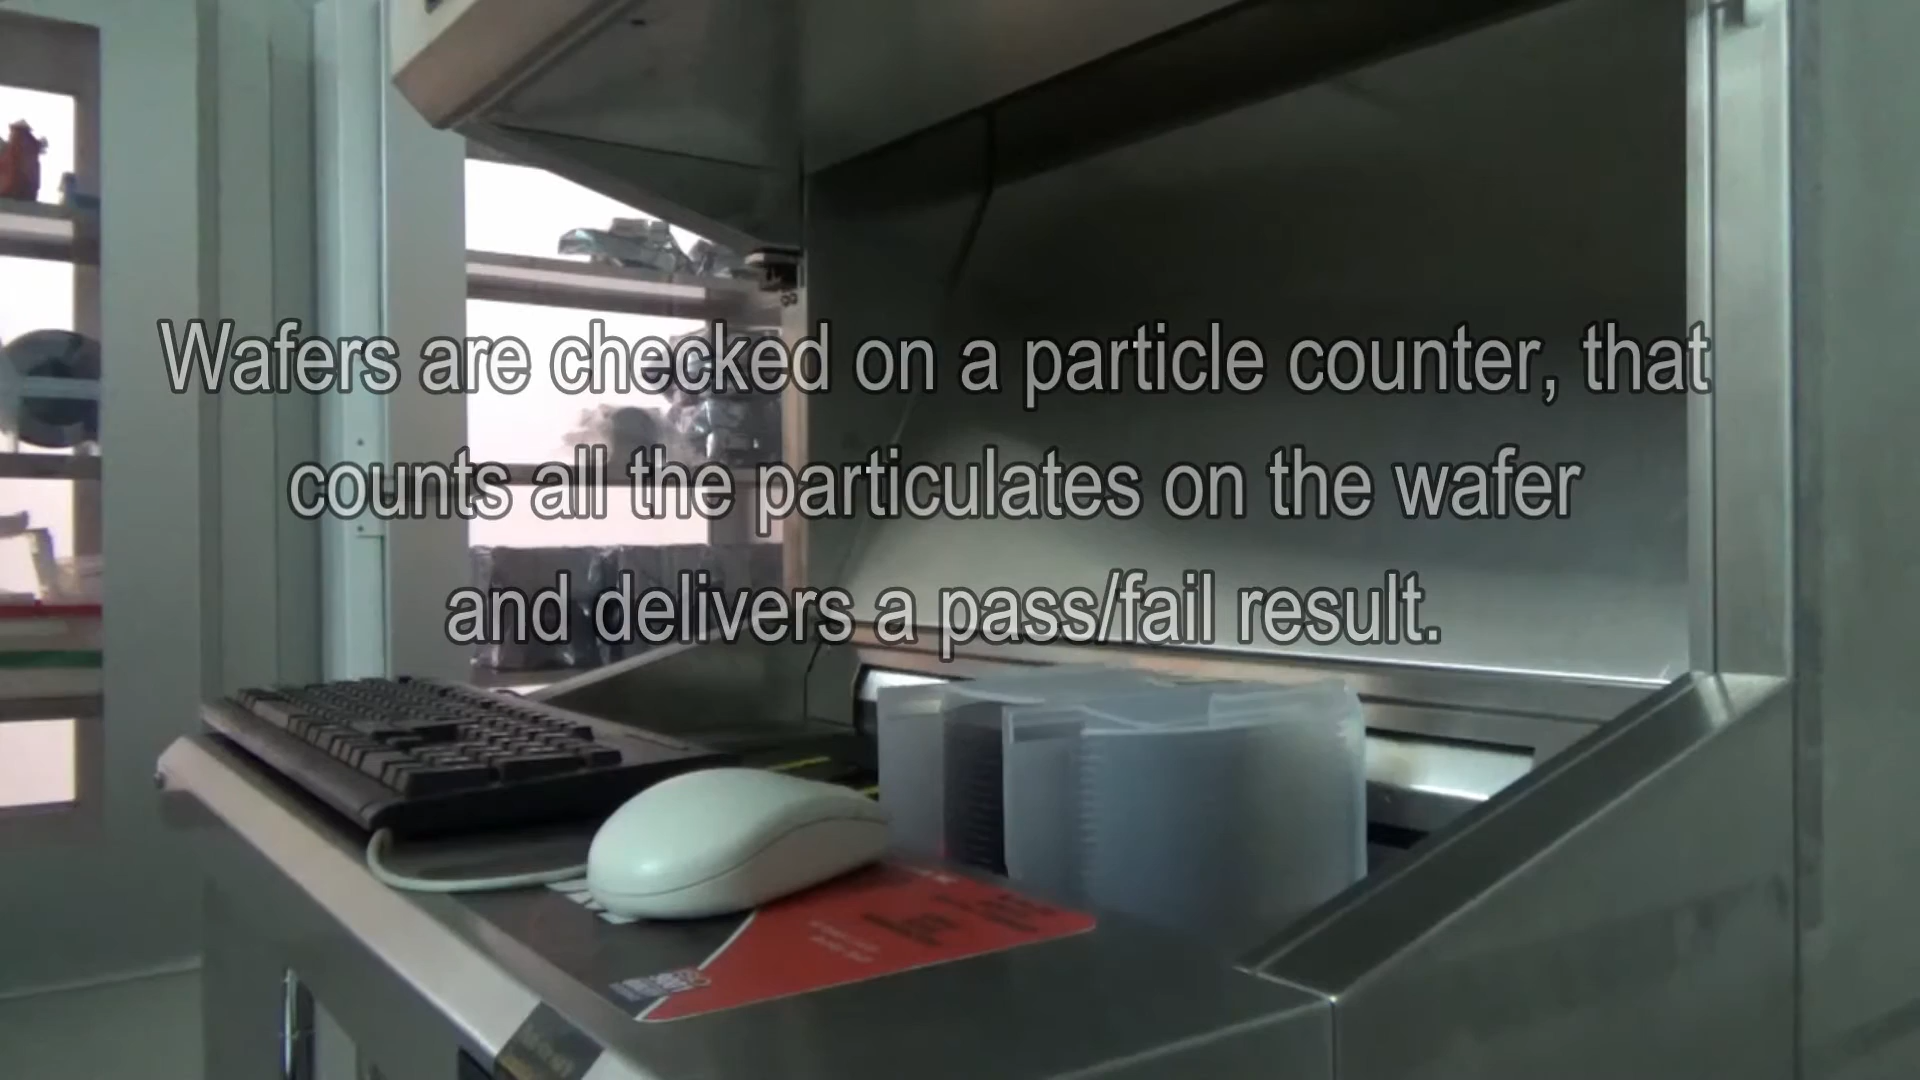 Wafers are checked on a particle counter, that
counts all the particulates on the wafer
and delivers a pass/fail result.